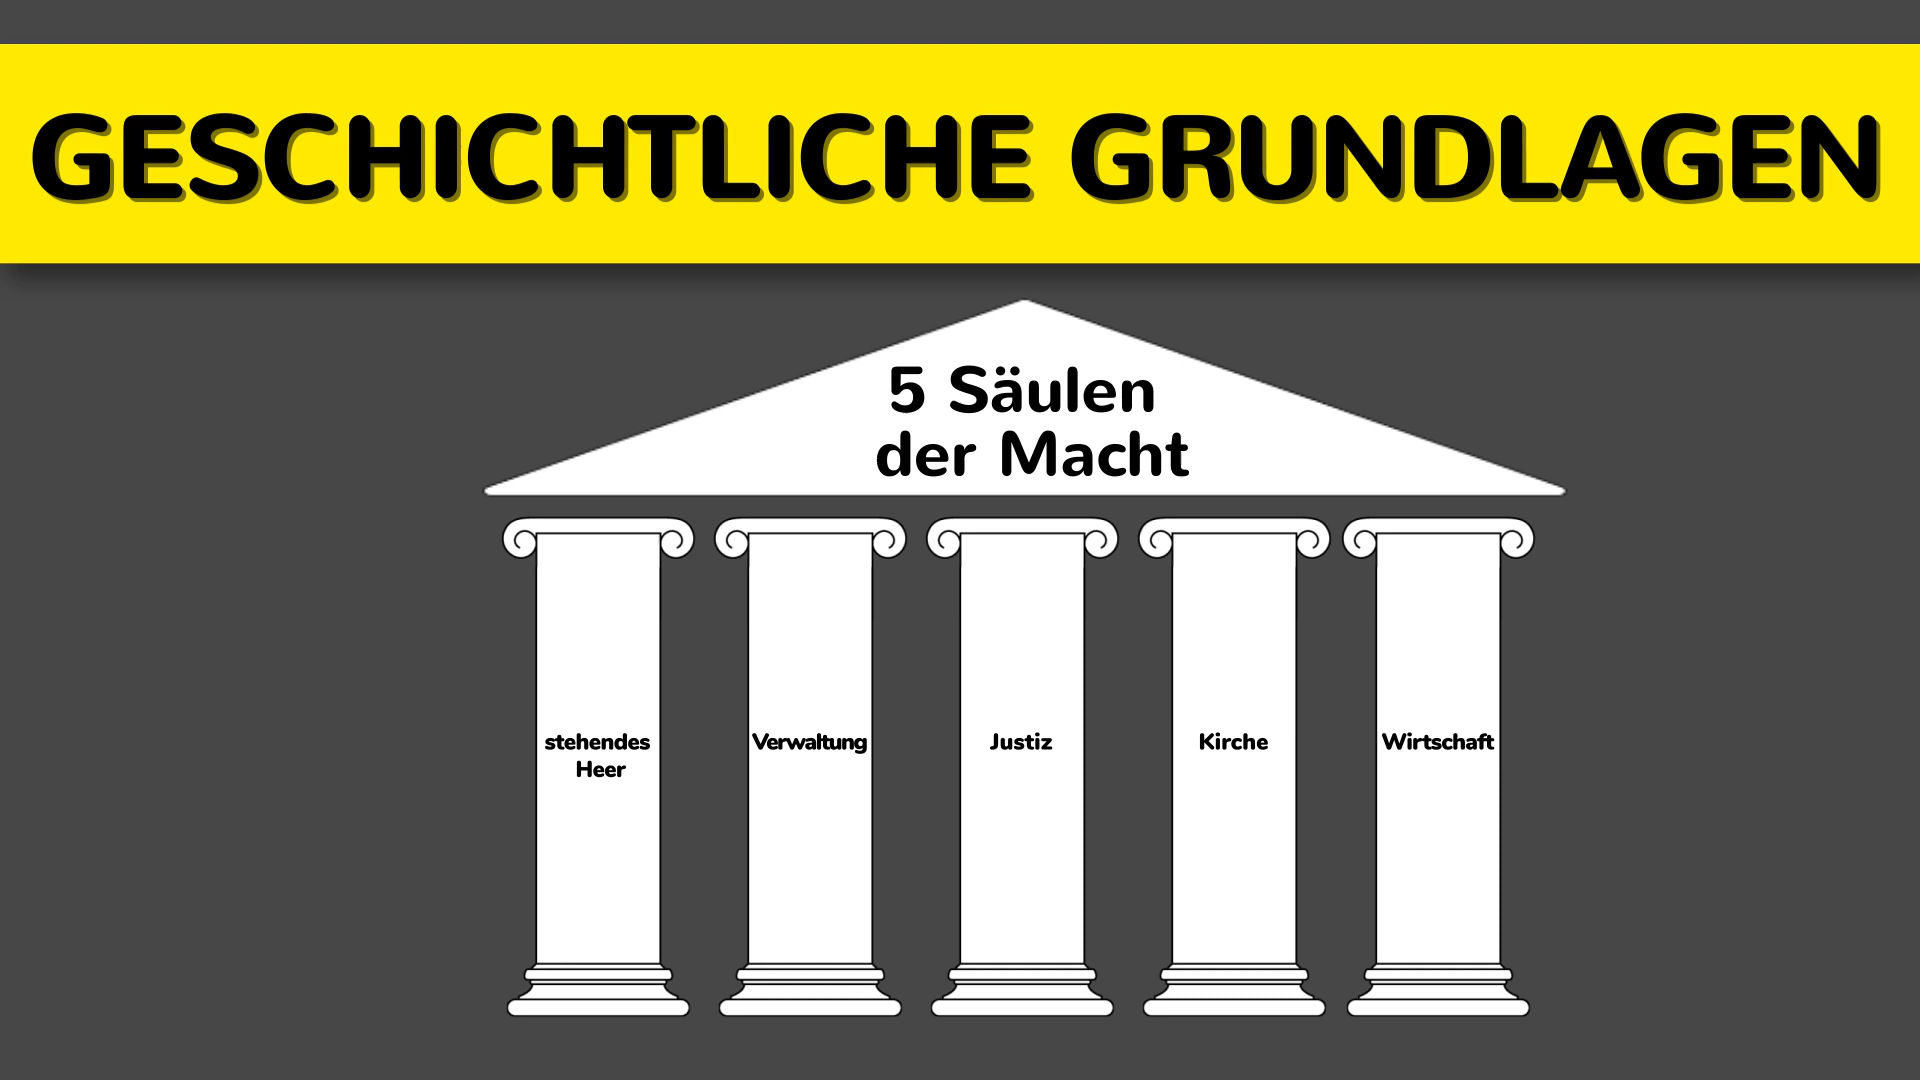 GESCHICHTLICHE GRUNDLAGEN
5 Säulen
der Macht
stehendes
Heer
Verwaltung
Justiz
Kirche
Wirtschaft